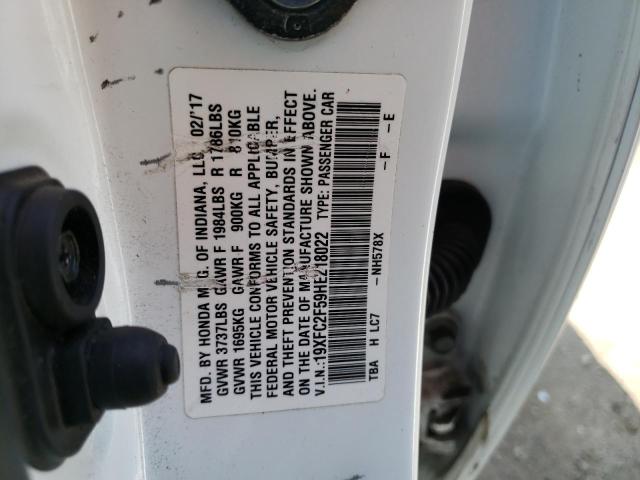 MFD. BY HONDA MFG. OF INDIANA, LLC 02/'17
GVWR 3737LBS GAWR F 1984LBS R 1786LBS
GVWR 1695KG GAWR F 900KG R 810KG
THIS VEHICLE CONFORMS TO ALL APPLICABLE
FEDERAL MOTOR VEHICLE SAFETY, BUMPER,
AND THEFT PREVENTION STANDARDS IN EFFECT
ON THE DATE OF MANUFACTURE SHOWN ABOVE.
V.I.N.: 19XFC2F59HE218022 TYPE: PASSENGER CAR
TBA H LC7 – NH578X – F – E